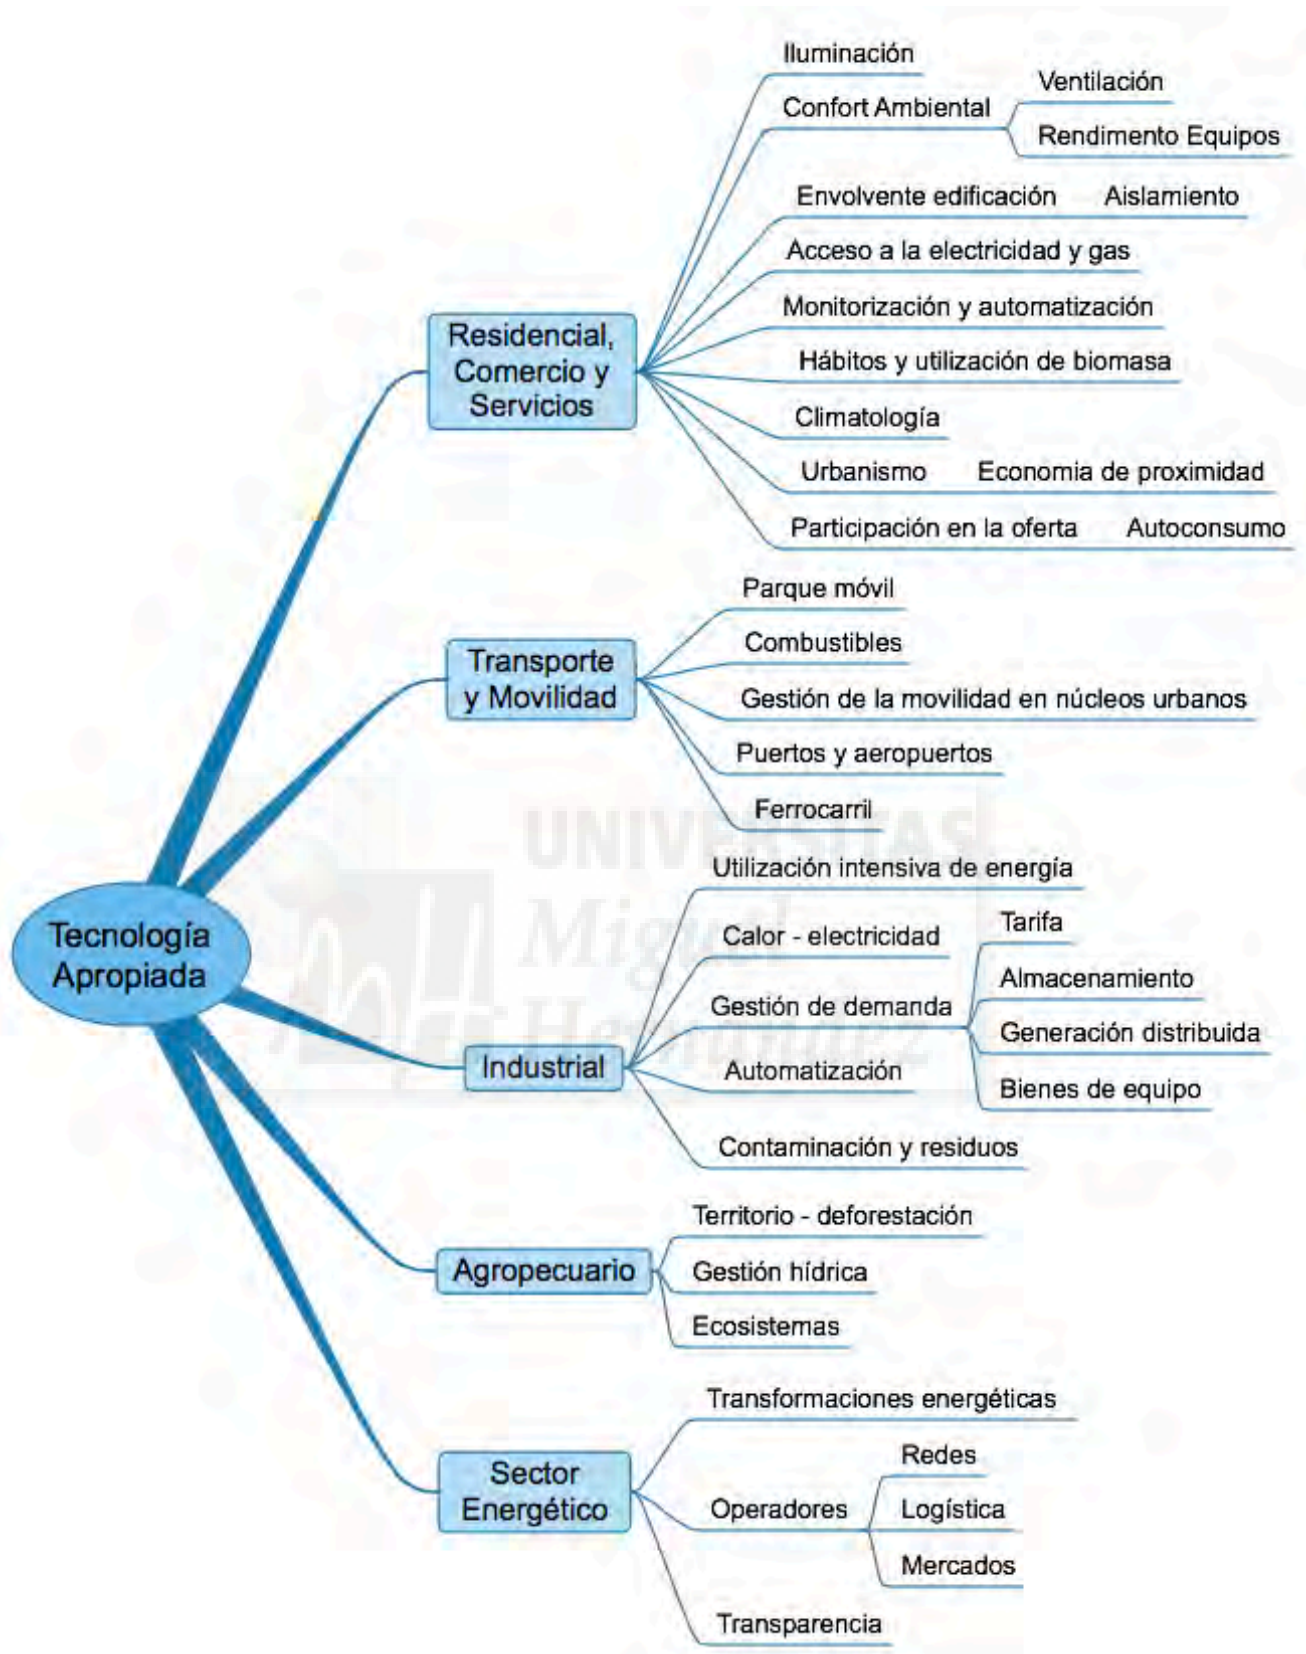 Iluminación
Confort Ambiental
Ventilación
Rendimento Equipos
Envolvente edificación
Aislamiento
Acceso a la electricidad y gas
Monitorización y automatización
Hábitos y utilización de biomasa
Climatología
Urbanismo
Economia de proximidad
Participación en la oferta
Autoconsumo
Residencial,
Comercio y
Servicios
Parque móvil
Combustibles
Gestión de la movilidad en núcleos urbanos
Puertos y aeropuertos
Ferrocarril
Transporte
y Movilidad
Tecnología
Apropiada
UNIVERSITAS
Miguel
Hernández
Utilización intensiva de energía
Calor - electricidad
Gestión de demanda
Tarifa
Almacenamiento
Generación distribuida
Bienes de equipo
Automatización
Contaminación y residuos
Industrial
Territorio - deforestación
Gestión hídrica
Ecosistemas
Agropecuario
Transformaciones energéticas
Operadores
Redes
Logística
Mercados
Transparencia
Sector
Energético